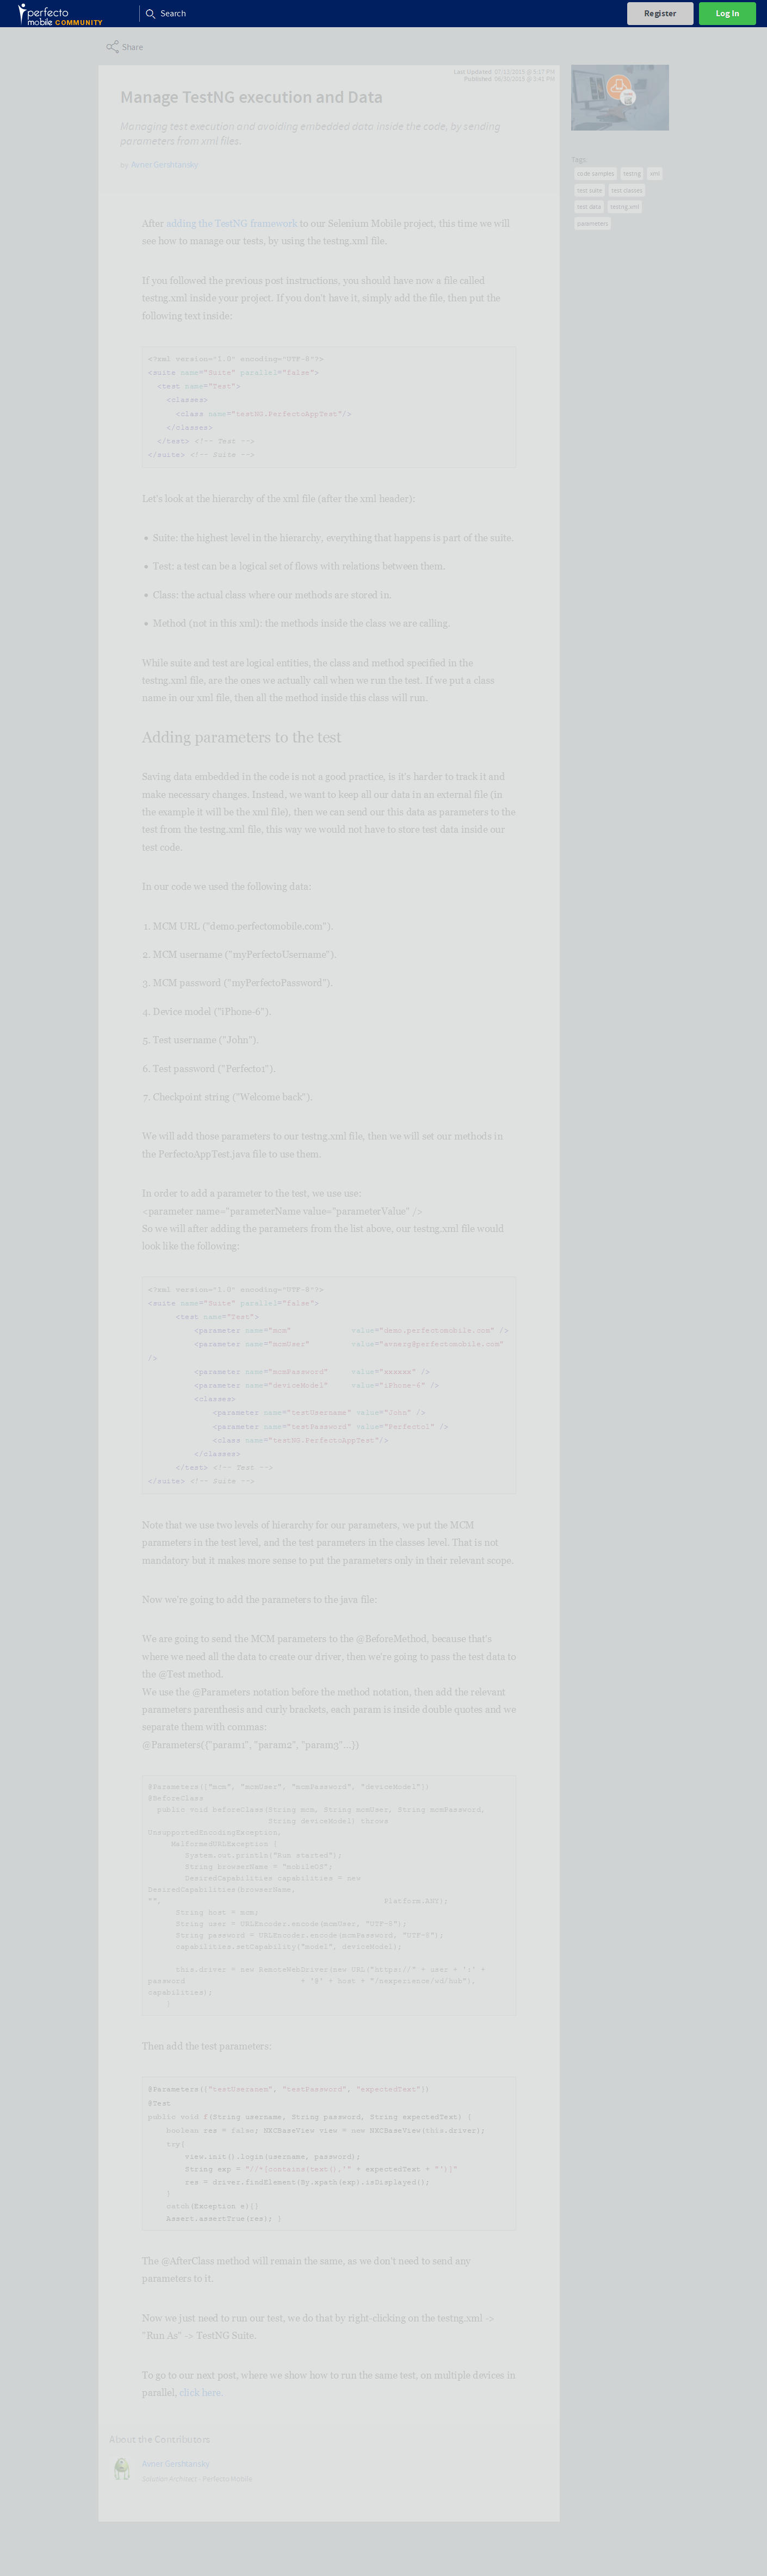 perfecto
mobile COMMUNITY
Search
Register
Log In
Share
Last Updated:
Published:
Manage TestNG execution and Data
Managing test execution and avoiding embedded data inside the code, by sending
parameters from xml files.
by Avner Gershtansky
Tags
code samples
testng
xml
test suite
test classes
test data
testng.xml
parameters
After adding the TestNG framework to our Selenium Mobile project, this time we will
see how to manage our tests, by using the testng.xml file.
If you followed the previous post instructions, you should have now a file called
testng.xml inside your project. If you don't have it, simply add the file, then put the
following text inside:
<?xml version="1.0" encoding="UTF-8"?>
<suite name="Suite" parallel="false">
<test name="Test">
<classes>
<class name="testNG.PerfectoAppTest"/>
</classes>
</test> <!-- Test -->
</suite> <!-- Suite -->
Let's look at the hierarchy of the xml file (after the xml header):
• Suite: the highest level in the hierarchy, everything that happens is part of the suite.
• Test: a test can be a logical set of flows with relations between them.
• Class: the actual class where our methods are stored in.
• Method (not in this xml): the methods inside the class we are calling.
While suite and test are logical entities, the class and method specified in the
testng.xml file, are the ones we actually call when we run the test. If we put a class
name in our xml file, then all the method inside this class will run.
Adding parameters to the test
Saving data embedded in the code is not a good practice, is it's harder to track it and
make necessary changes. Instead, we want to keep all our data in an external file (in
the example it will be the xml file), then we can send our this data as parameters to the
test from the testng.xml file, this way we would not have to store test data inside our
test code.
In our code we used the following data:
1. MCM URL ("demo.perfectomobile.com").
2. MCM username ("myPerfectoUsername").
3. MCM password ("myPerfectoPassword").
4. Device model ("iPhone-6").
5. Test username ("John").
6. Test password ("Perfecto1").
7. Checkpoint string ("Welcome back").
We will add those parameters to our testng.xml file, then we will set our methods in
the PerfectoAppTest.java file to use them.
In order to add a parameter to the test, we use use:
<parameter name="parameterName value="parameterValue" />
So we will after adding the parameters from the list above, our testng.xml file would
look like the following:
<?xml version="1.0" encoding="UTF-8"?>
<suite name="Suite" parallel="false">
<test name="Test">
<parameter name="mcm" value="demo.perfectomobile.com" />
<parameter name="mcmUser" value="avnerg@perfectomobile.com"
/>
<parameter name="mcmPassword" value="xxxxxx" />
<parameter name="deviceModel" value="iPhone-6" />
<classes>
<parameter name="testUsername" value="John" />
<parameter name="testPassword" value="Perfecto1" />
<class name="testNG.PerfectoAppTest"/>
</classes>
</test> <!-- Test -->
</suite> <!-- Suite -->
Note that we use two levels of hierarchy for our parameters, we put the MCM
parameters in the test level, and the test parameters in the classes level. That is not
mandatory but it makes more sense to put the parameters only in their relevant scope.
Now we're going to add the parameters to the java file:
We are going to send the MCM parameters to the @BeforeMethod, because that's
where we need all the data to create our driver, then we're going to pass the test data to
the @Test method.
We use the @Parameters notation before the method notation, then add the relevant
parameters parenthesis and curly brackets, each param is inside double quotes and we
separate them with commas:
@Parameters({"param1", "param2", "param3"...})
@Parameters({"mcm", "mcmUser", "mcmPassword", "deviceModel"})
@BeforeClass
public void beforeClass(String mcm, String mcmUser, String mcmPassword,
String deviceModel) throws
UnsupportedEncodingException,
MalformedURLException {
System.out.println("Run started");
String browserName = "mobileOS";
DesiredCapabilities capabilities = new
DesiredCapabilities(browserName,
"", Platform.ANY);
String host = mcm;
String user = URLEncoder.encode(mcmUser, "UTF-8");
String password = URLEncoder.encode(mcmPassword, "UTF-8");
capabilities.setCapability("model", deviceModel);
this.driver = new RemoteWebDriver(new URL("https://" + user + ':' +
password + '@' + host + "/nexperience/wd/hub"),
capabilities);
}
Then add the test parameters:
@Parameters({"testUsername", "testPassword", "expectedText"})
@Test
public void f(String username, String password, String expectedText) {
boolean res = false; NXCBaseView view = new NXCBaseView(this.driver);
try{
view.init().login(username, password);
String exp = "//*[contains(text(),'" + expectedText + "')]"
res = driver.findElement(By.xpath(exp).isDisplayed();
}
catch(Exception e){}
Assert.assertTrue(res); }
The @AfterClass method will remain the same, as we don't need to send any
parameters to it.
Now we just need to run our test, we do that by right-clicking on the testng.xml ->
"Run As" -> TestNG Suite.
To go to our next post, where we show how to run the same test, on multiple devices in
parallel, click here.
About the Contributors
Avner Gershtansky
Solution Architect - Perfecto Mobile